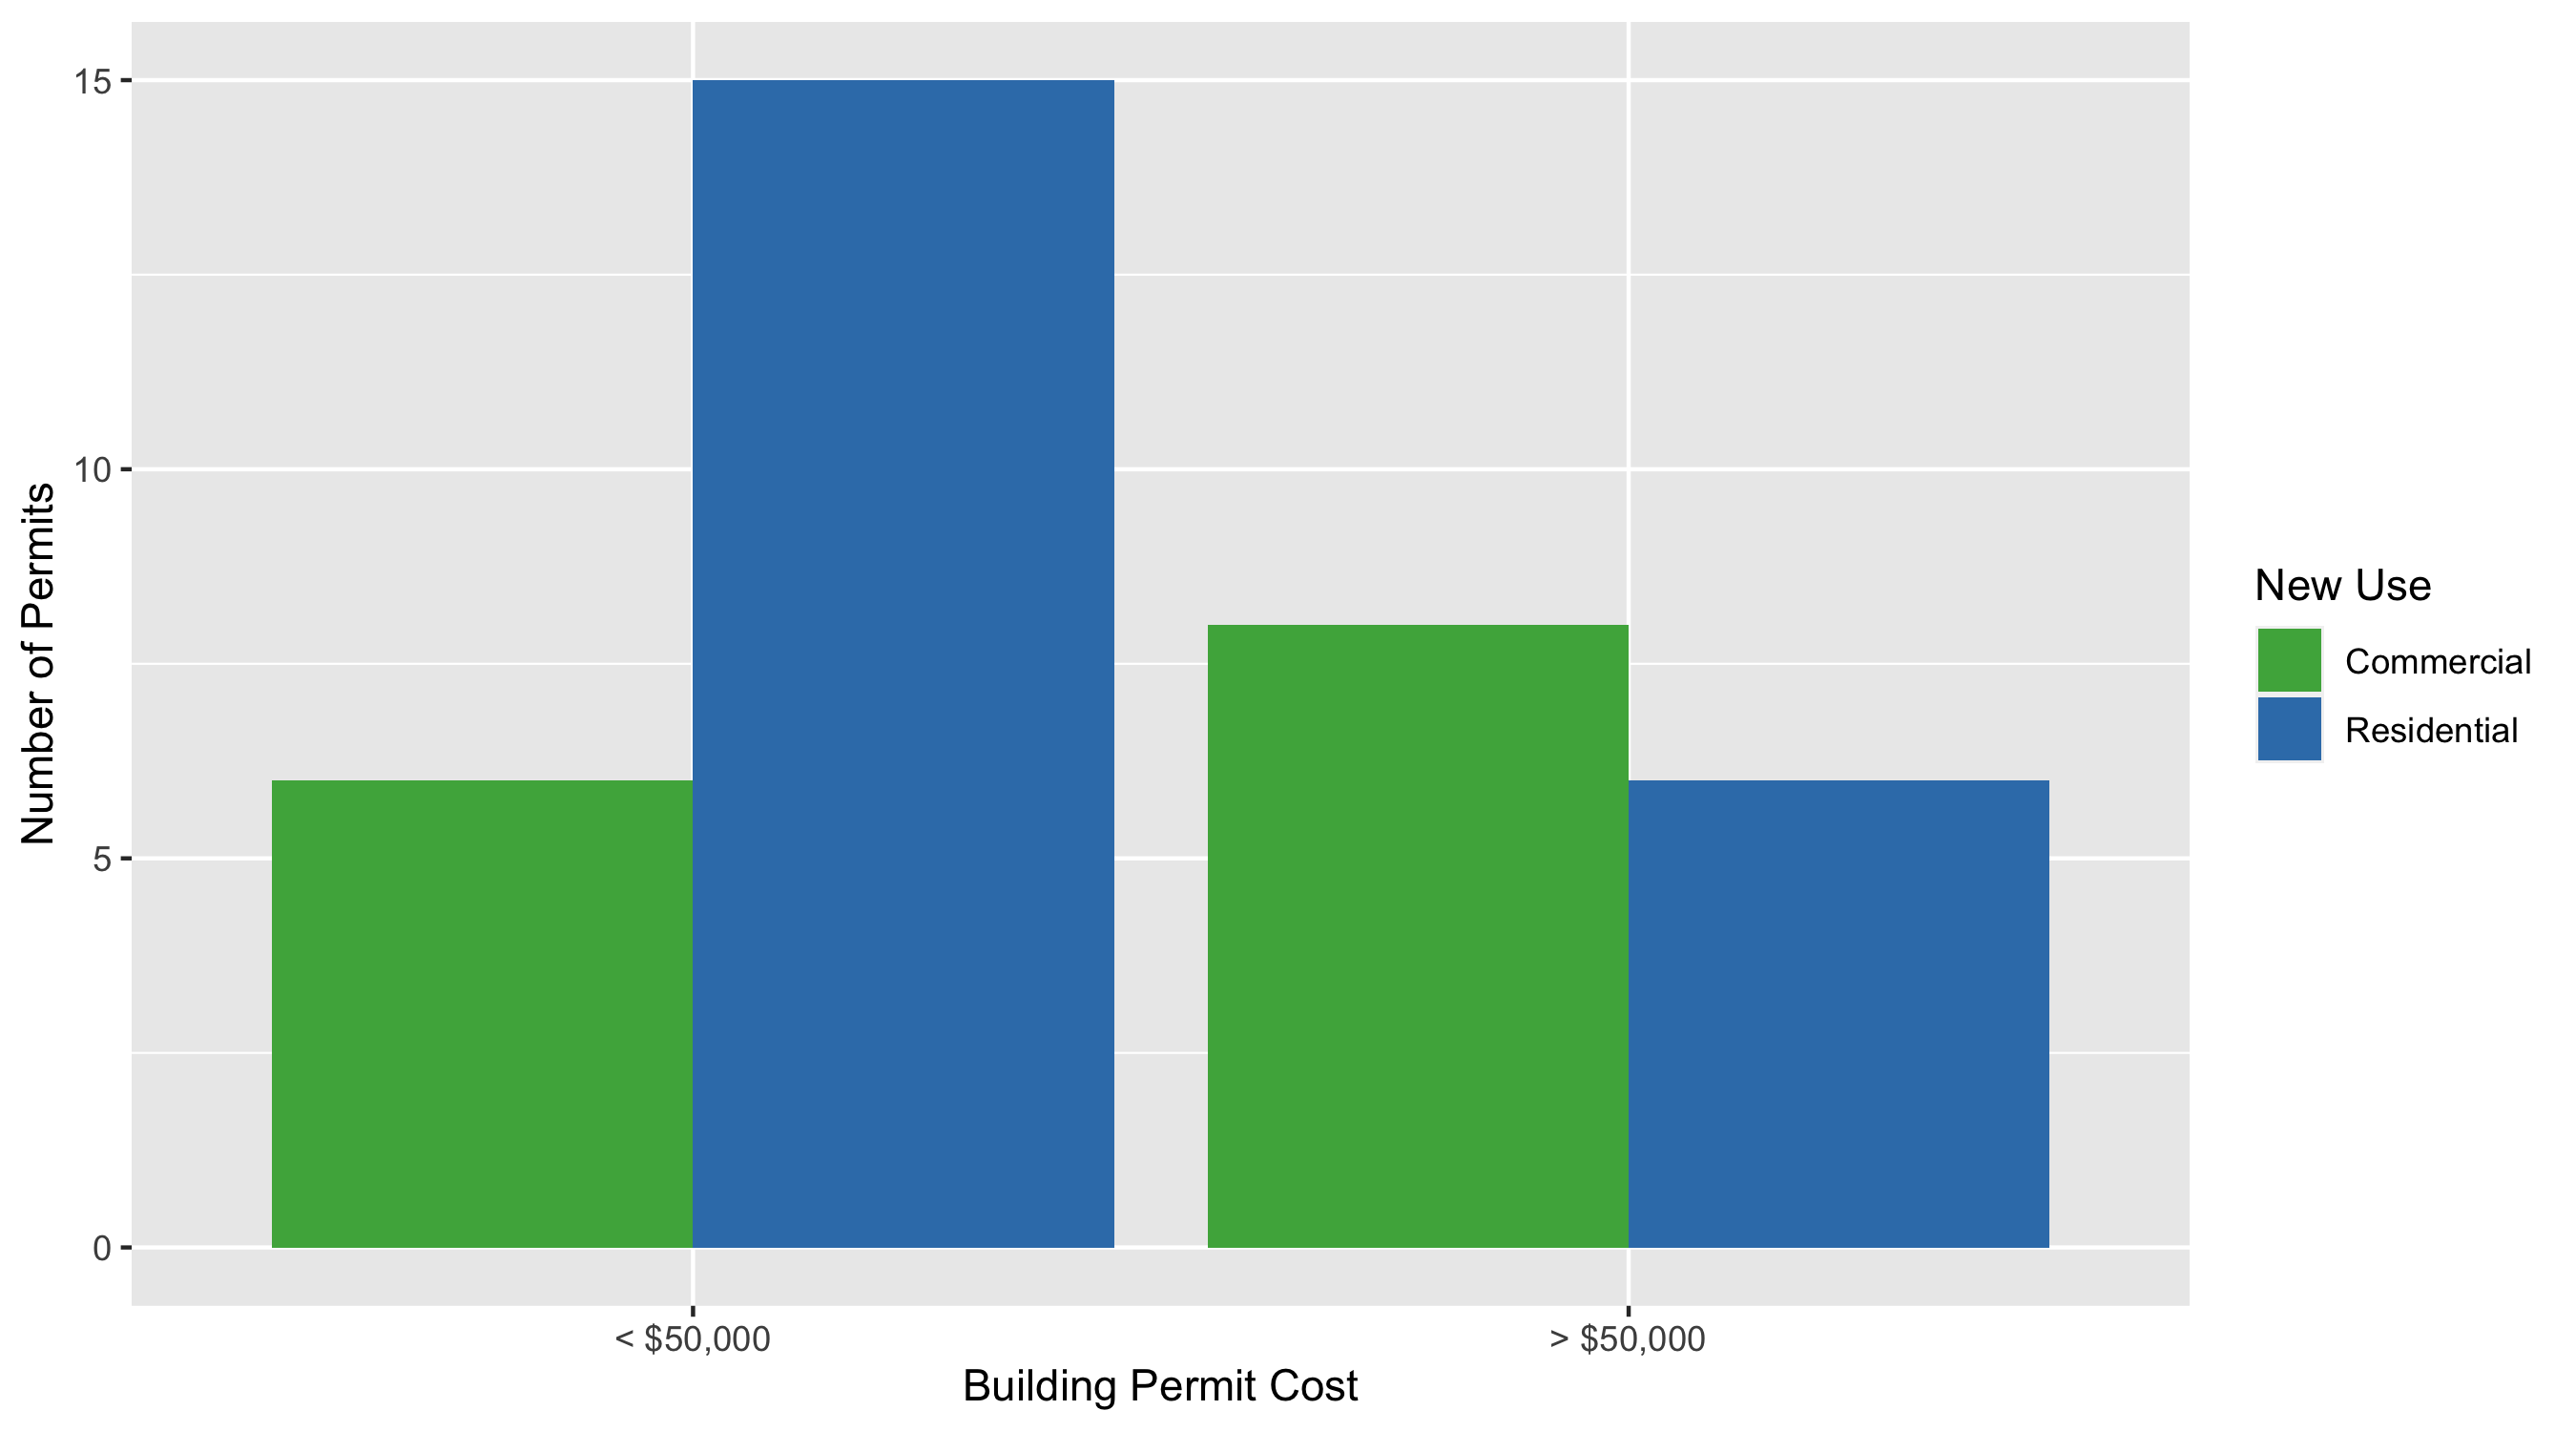 15
10
5
0
Number of Permits
< $50,000
> $50,000
Building Permit Cost
New Use
Commercial
Residential